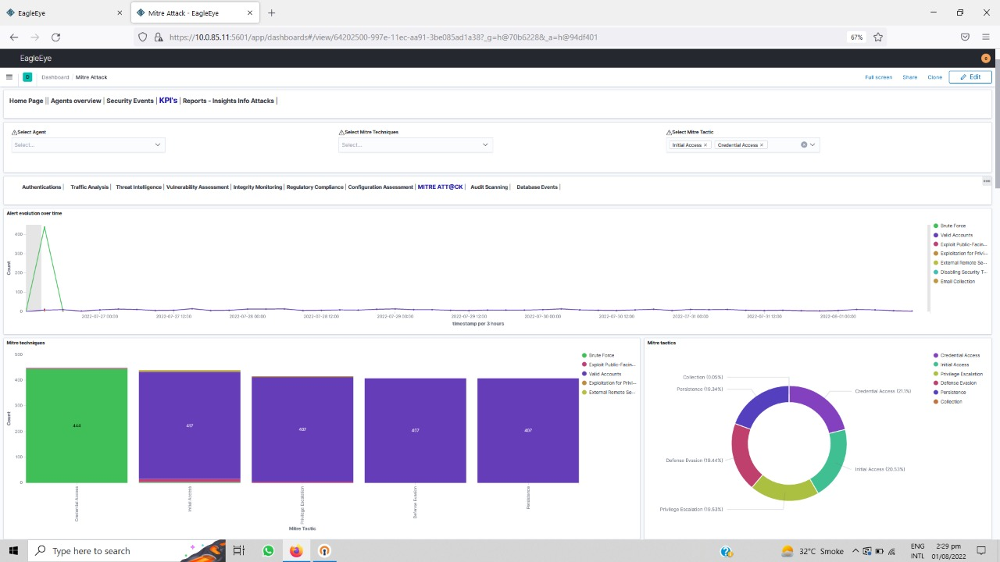 EagleEye
Mitre Attack - EagleEye
https://10.0.85.11:5601/app/dashboards#/view/64202500-997e-11ec-aa91-3be085ad1a38?_g=h@70b6228&_a=h@94df401
67%
EagleEye
e
D Dashboard / Mitre Attack
Full screen Share Clone Edit
Home Page || Agents overview | Security Events | KPI's | Reports - Insights Info Attacks |
Select Agent
Select...
Select Mitre Techniques
Select...
Select Mitre Tactic
Initial Access × Credential Access ×
Authentications | Traffic Analysis | Threat Intelligence | Vulnerability Assessment | Integrity Monitoring | Regulatory Compliance | Configuration Assessment | MITRE ATT@CK | Audit Scanning | Database Events |
Alert evolution over time
Count
400
300
200
100
0
2022-07-27 00:00 2022-07-27 12:00 2022-07-28 00:00 2022-07-28 12:00 2022-07-29 00:00 2022-07-29 12:00 2022-07-30 00:00 2022-07-30 12:00 2022-07-31 00:00 2022-07-31 12:00 2022-08-01 00:00
timestamp per 3 hours
Brute Force
Valid Accounts
Exploit Public-Facin...
Exploitation for Privi...
External Remote Se...
Disabling Security T...
Email Collection
Mitre techniques
Count
500
400
300
200
100
0
444
417
407
407
407
Credential Access
Initial Access
Privilege Escalation
Defense Evasion
Persistence
Mitre Tactic
Brute Force
Exploit Public-Facin...
Valid Accounts
Exploitation for Privi...
External Remote Se...
Mitre tactics
Collection (0.05%)
Persistence (19.34%)
Credential Access (21.1%)
Defense Evasion (19.44%)
Initial Access (20.53%)
Privilege Escalation (19.53%)
Credential Access
Initial Access
Privilege Escalation
Defense Evasion
Persistence
Collection
Type here to search
32°C Smoke
ENG
INTL
2:29 pm
01/08/2022